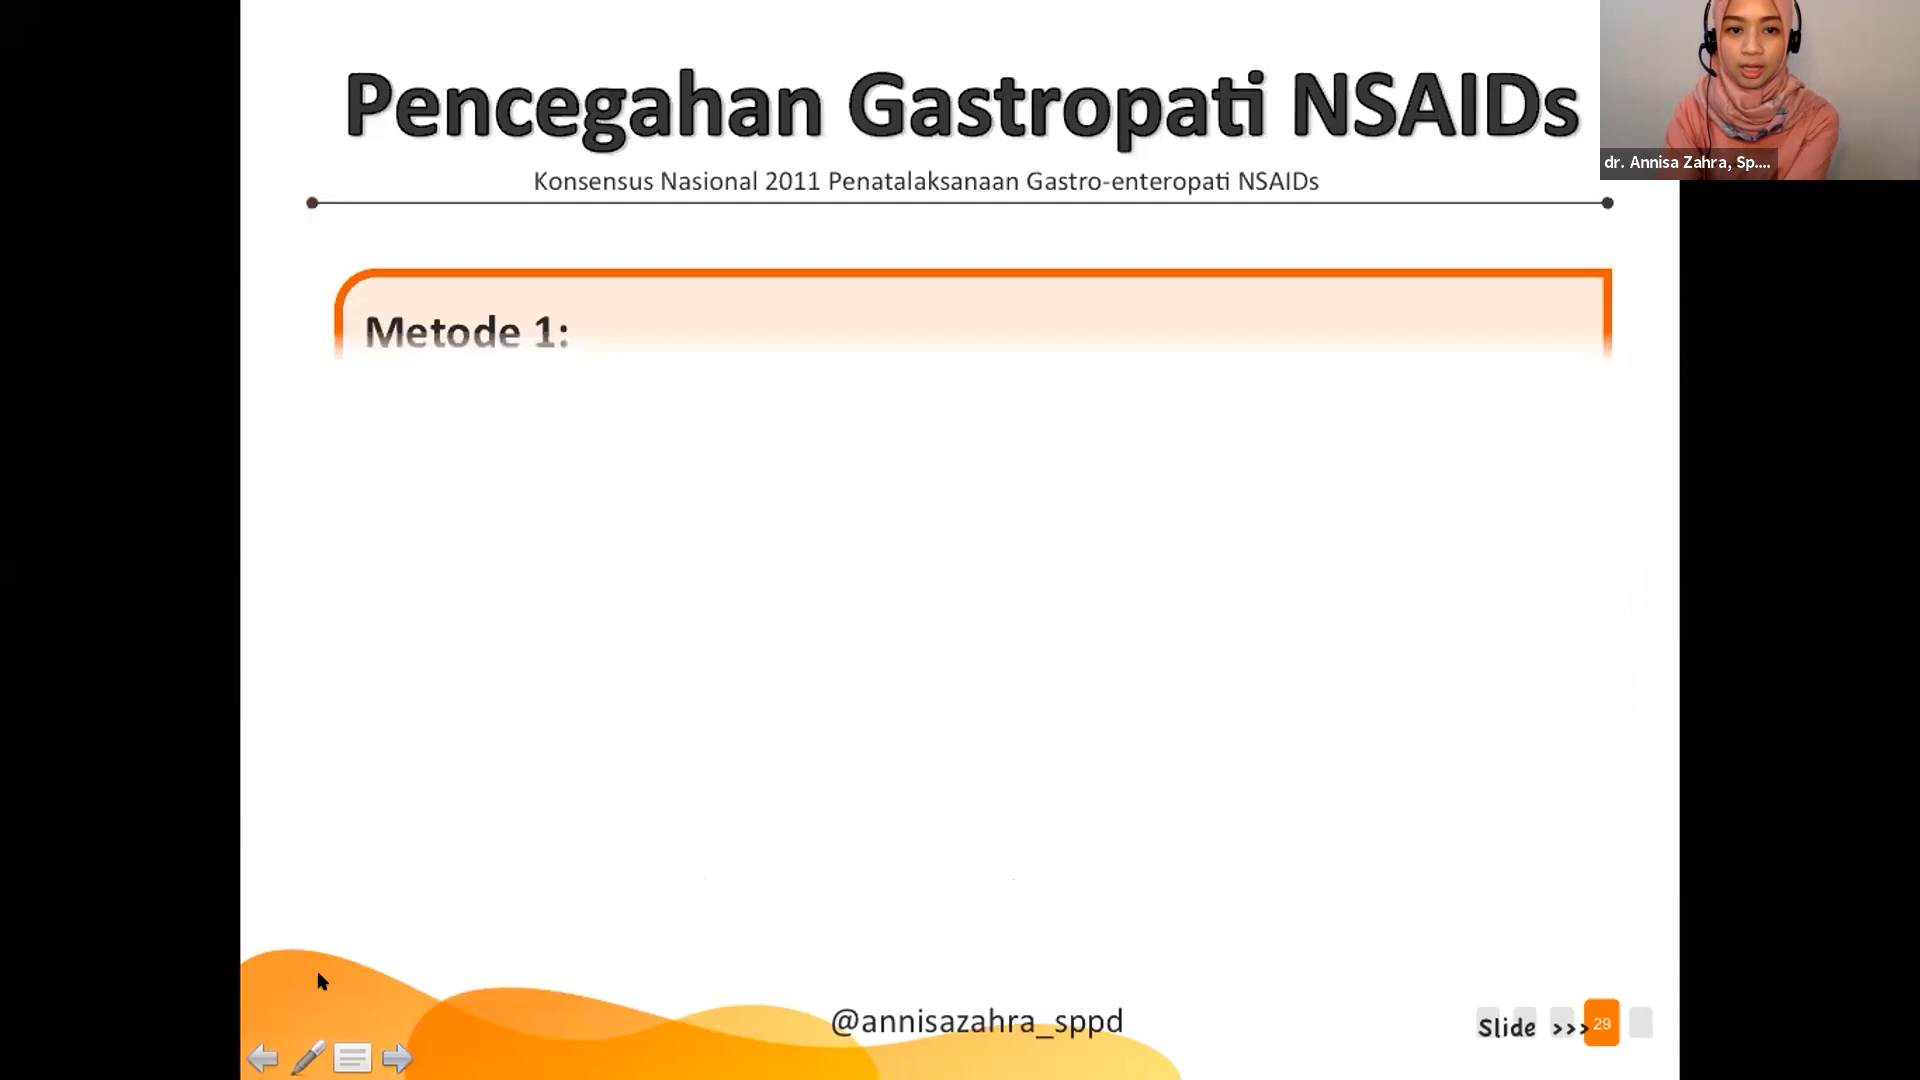 Pencegahan Gastropati NSAIDs
Konsensus Nasional 2011 Penatalaksanaan Gastro-enteropati NSAIDs
dr. Annisa Zahra, Sp....
Metode 1:
@annisazahra_sppd
Slide >>> 29